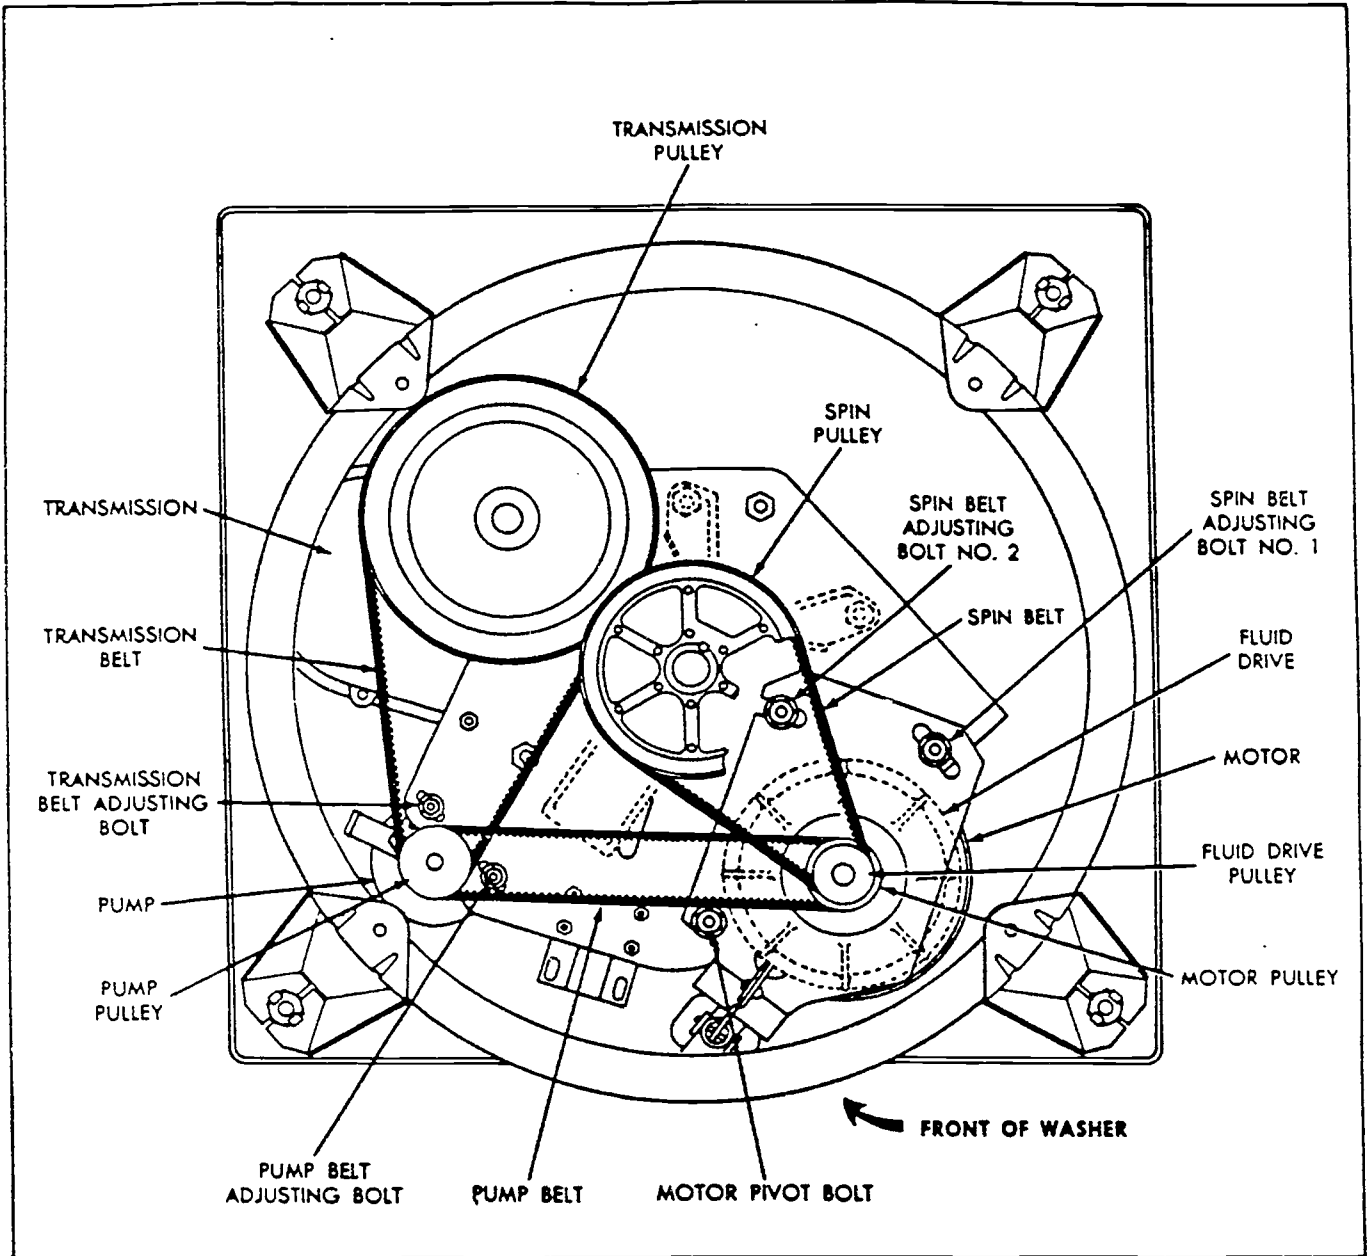 TRANSMISSION
PULLEY
SPIN
PULLEY
SPIN BELT
ADJUSTING
BOLT NO. 2
SPIN BELT
ADJUSTING
BOLT NO. 1
TRANSMISSION
SPIN BELT
FLUID
DRIVE
TRANSMISSION
BELT
MOTOR
TRANSMISSION
BELT ADJUSTING
BOLT
FLUID DRIVE
PULLEY
PUMP
MOTOR PULLEY
PUMP
PULLEY
FRONT OF WASHER
PUMP BELT
ADJUSTING BOLT
PUMP BELT
MOTOR PIVOT BOLT